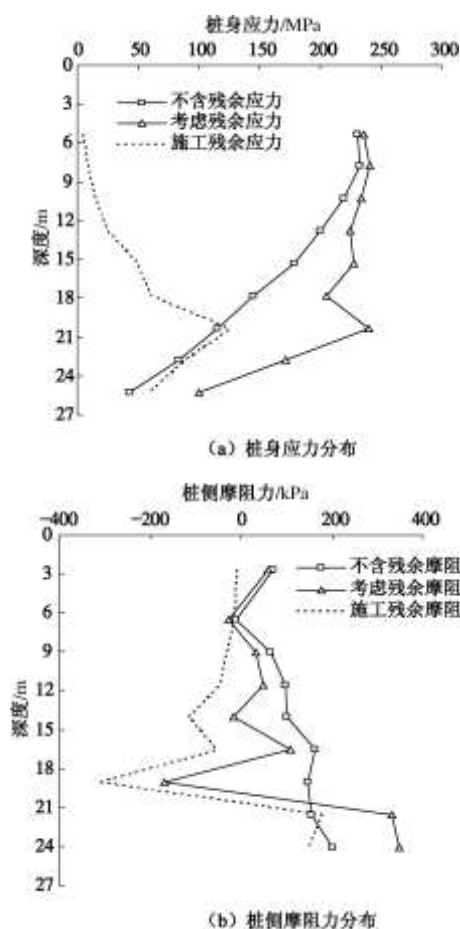 桩身应力/MPa
0 50 100 150 200 250 300
0
3
6
9
12
15
18
21
24
27
深度/m
不含残余应力
考虑残余应力
施工残余应力
（a）桩身应力分布
桩侧摩阻力/kPa
−400 −200 0 200 400
0
3
6
9
12
15
18
21
24
27
深度/m
不含残余摩阻
考虑残余摩阻
施工残余摩阻
（b）桩侧摩阻力分布